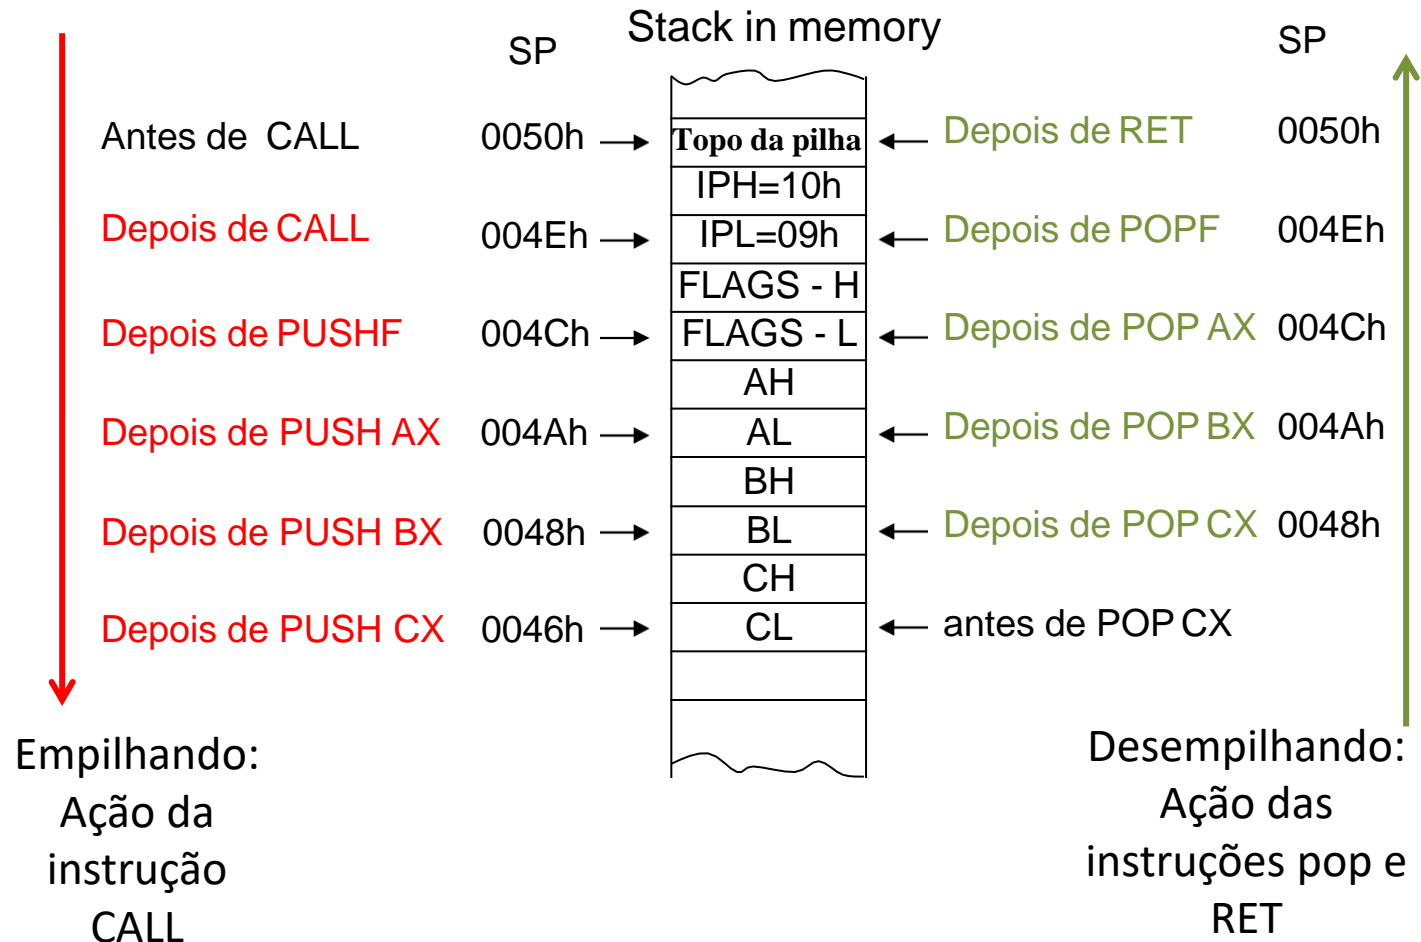 Stack in memory
SP SP
Antes de CALL 0050h Topo da pilha Depois de RET 0050h
IPH=10h
Depois de CALL 004Eh IPL=09h Depois de POPF 004Eh
FLAGS - H
Depois de PUSHF 004Ch FLAGS - L Depois de POP AX 004Ch
AH
Depois de PUSH AX 004Ah AL Depois de POP BX 004Ah
BH
Depois de PUSH BX 0048h BL Depois de POP CX 0048h
CH
Depois de PUSH CX 0046h CL antes de POP CX
Empilhando:
Ação da
instrução
CALL
Desempilhando:
Ação das
instruções pop e
RET